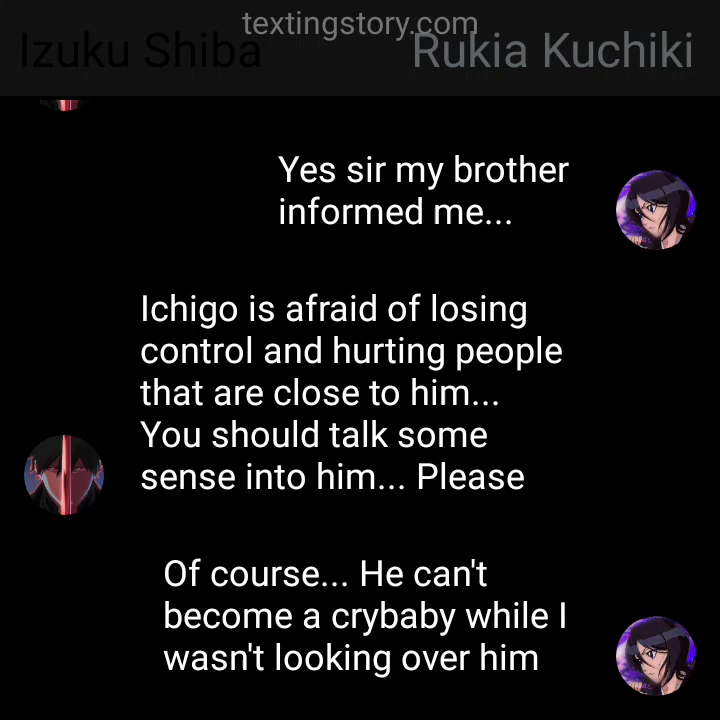 textingstory.com
Izuku Shiba
Rukia Kuchiki
Yes sir my brother
informed me...
Ichigo is afraid of losing
control and hurting people
that are close to him...
You should talk some
sense into him... Please
Of course... He can't
become a crybaby while I
wasn't looking over him